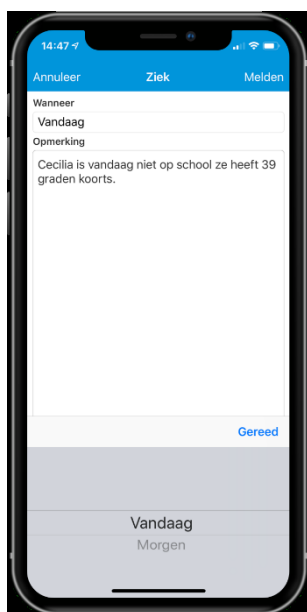 14:47
Annuleer Ziek Melden
Wanneer
Vandaag
Opmerking
Cecilia is vandaag niet op school ze heeft 39
graden koorts.
Gereed
Vandaag
Morgen